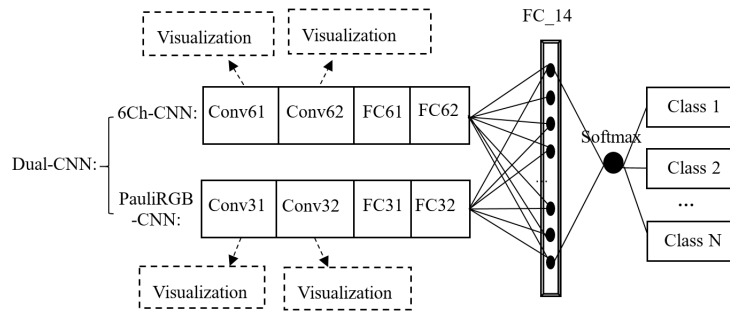 FC_14
Visualization
Visualization
6Ch-CNN:
Conv61
Conv62
FC61
FC62
Dual-CNN:
PauliRGB
-CNN:
Conv31
Conv32
FC31
FC32
Visualization
Visualization
...
Softmax
Class 1
Class 2
...
Class N